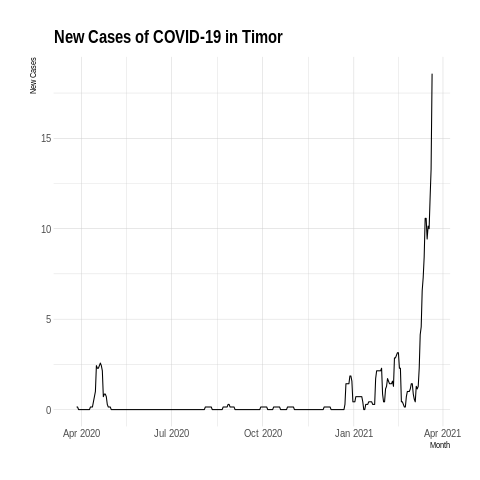 New Cases of COVID-19 in Timor
New Cases
15
10
5
0
Apr 2020 Jul 2020 Oct 2020 Jan 2021 Apr 2021
Month